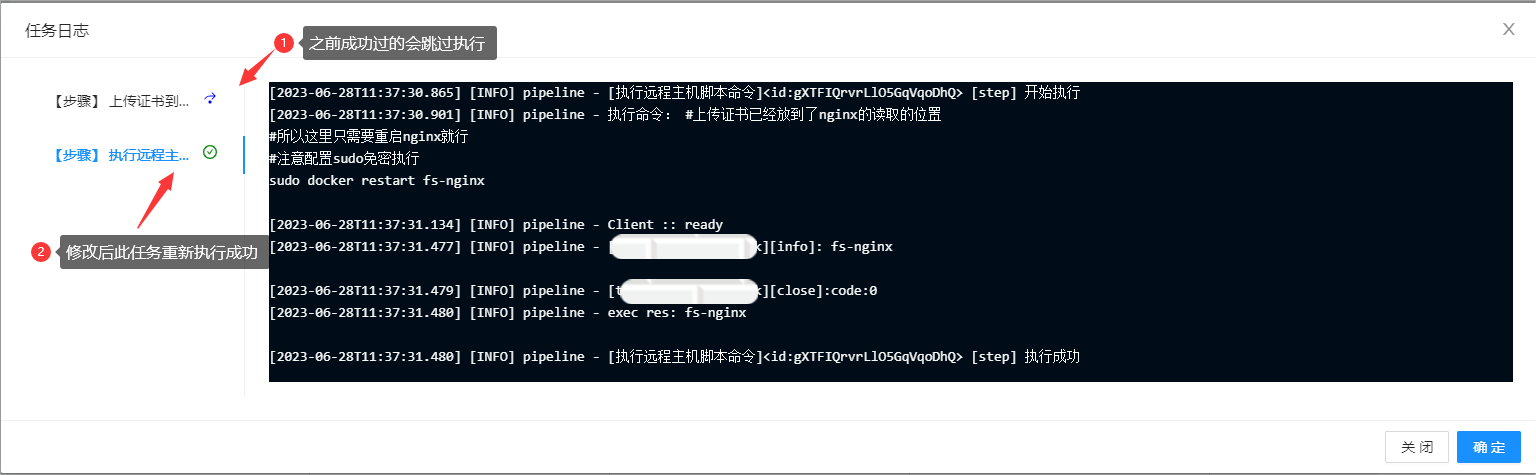 任务日志
1 之前成功过的会跳过执行
【步骤】 上传证书到...
【步骤】 执行远程主...
2 修改后此任务重新执行成功
[2023-06-28T11:37:30.865] [INFO] pipeline - [执行远程主机脚本命令]<id:gXTFIQrvrLlO5GqVqoDhQ> [step] 开始执行
[2023-06-28T11:37:30.901] [INFO] pipeline - 执行命令: #上传证书已经放到了nginx的读取的位置
#所以这里只需要重启nginx就行
#注意配置sudo免密执行
sudo docker restart fs-nginx
[2023-06-28T11:37:31.134] [INFO] pipeline - Client :: ready
[2023-06-28T11:37:31.477] [INFO] pipeline - [ ][info]: fs-nginx
[2023-06-28T11:37:31.479] [INFO] pipeline - [ ][close]:code:0
[2023-06-28T11:37:31.480] [INFO] pipeline - exec res: fs-nginx
[2023-06-28T11:37:31.480] [INFO] pipeline - [执行远程主机脚本命令]<id:gXTFIQrvrLlO5GqVqoDhQ> [step] 执行成功
关 闭
确 定